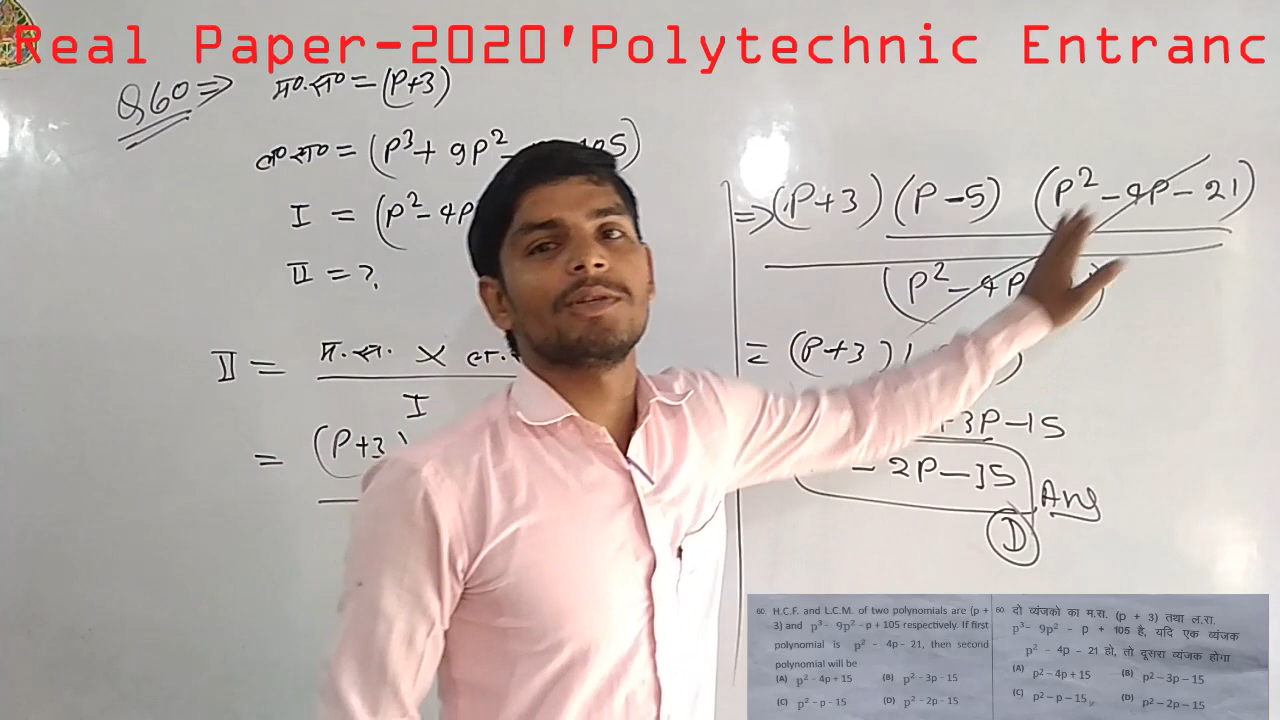 Real Paper-2020'Polytechnic Entranc
Q60 ⇒ म०स० = (P+3)
ल०स० = (P³ + 9P² - 105)
I = (P² - 4P
II = ?
II = म.स. × ल.
I
= (P+3)
⇒ (P+3) (P-5) (P² - 4P - 21)
(P² - 4P )
= (P+3)
+3P-15
- 2P - 15 Ans
D
60. H.C.F. and L.C.M. of two polynomials are (p +
3) and p³ - 9p² - p + 105 respectively. If first
polynomial is p² - 4p - 21, then second
polynomial will be
(A) p² - 4p + 15 (B) p² - 3p - 15
(C) p² - p - 15 (D) p² - 2p - 15
60. दो व्यंजको का म.स. (p + 3) तथा ल.स.
p³ - 9p² - p + 105 है, यदि एक व्यंजक
p² - 4p - 21 हो, तो दूसरा व्यंजक होगा
(A) p² - 4p + 15 (B) p² - 3p - 15
(C) p² - p - 15 (D) p² - 2p - 15